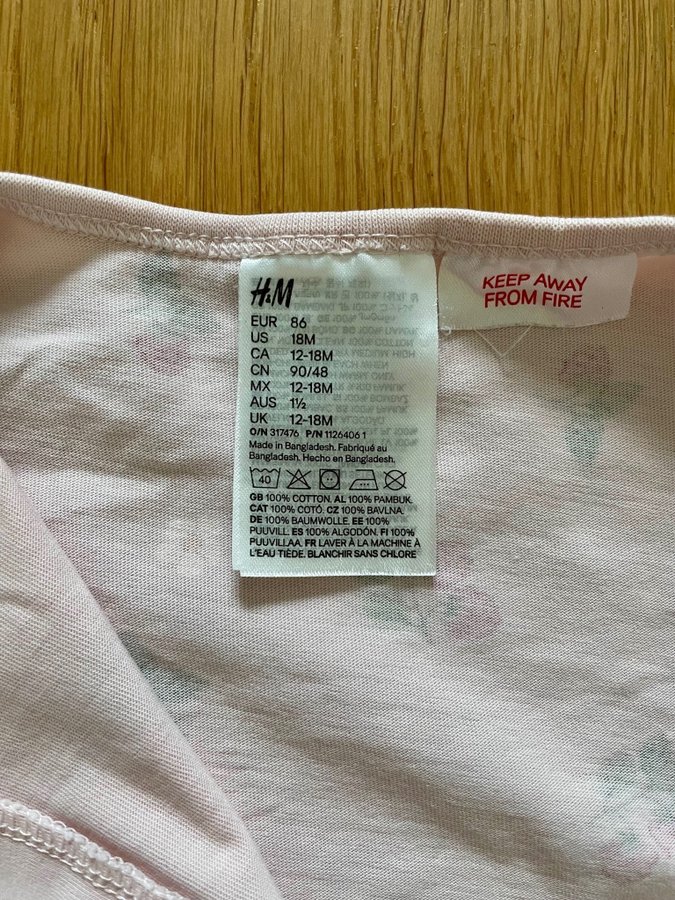 H&M
EUR 86
US 18M
CA 12-18M
CN 90/48
MX 12-18M
AUS 1½
UK 12-18M
O/N 317476 P/N 1126406 1
Made in Bangladesh. Fabriqué au
Bangladesh. Hecho en Bangladesh.
40
GB 100% COTTON. AL 100% PAMBUK.
CAT 100% COTÓ. CZ 100% BAVLNA.
DE 100% BAUMWOLLE. EE 100%
PUUVILL. ES 100% ALGODÓN. FI 100%
PUUVILLAA. FR LAVER À LA MACHINE À
L'EAU TIÈDE. BLANCHIR SANS CHLORE
KEEP AWAY
FROM FIRE